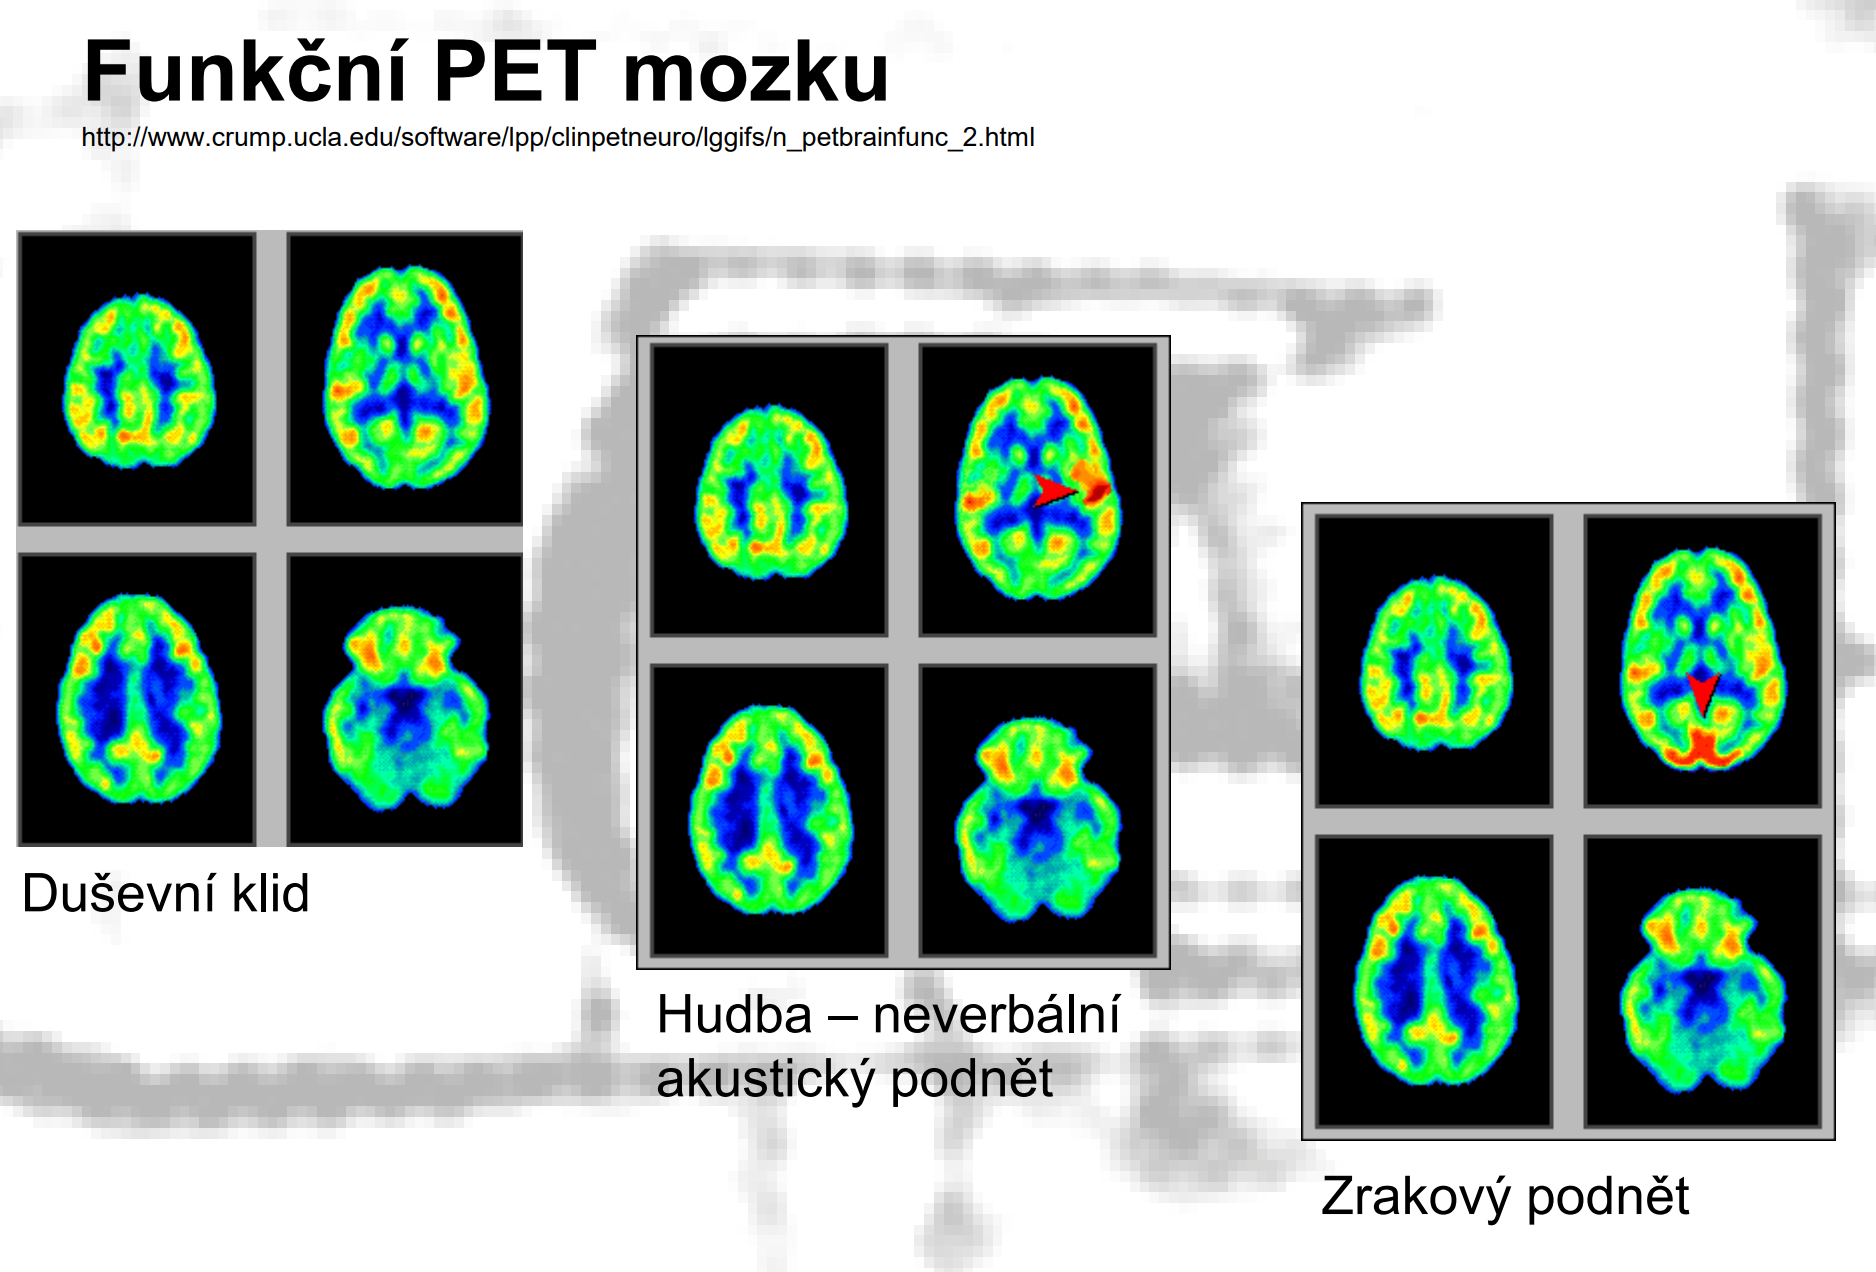 Funkční PET mozku
http://www.crump.ucla.edu/software/lpp/clinpetneuro/lggifs/n_petbrainfunc_2.html
Duševní klid
Hudba – neverbální
akustický podnět
Zrakový podnět